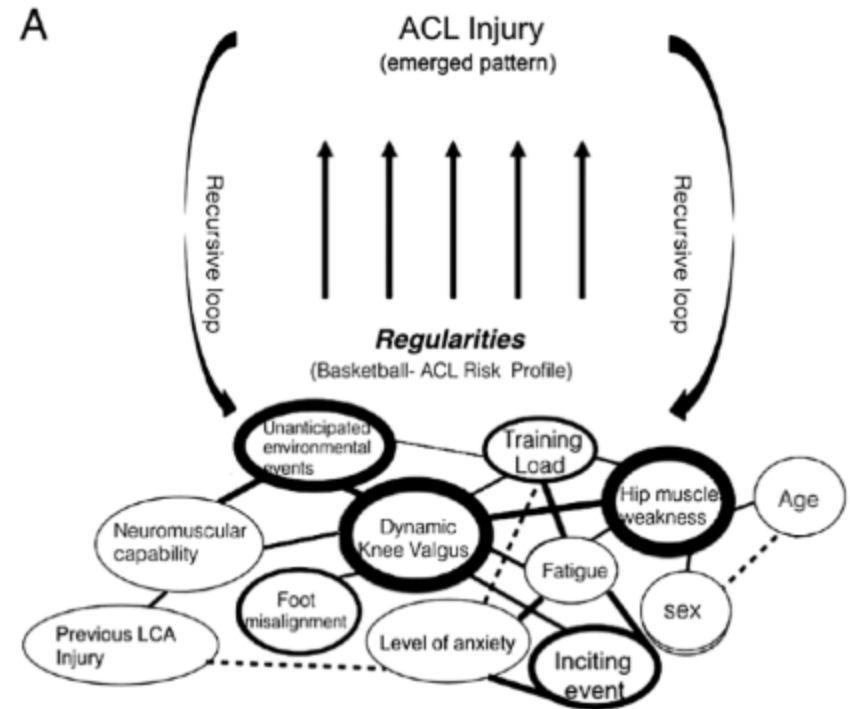 A
ACL Injury
(emerged pattern)
Recursive loop
Recursive loop
Regularities
(Basketball- ACL Risk Profile)
Unanticipated
environmental
events
Training
Load
Hip muscle
weakness
Age
Neuromuscular
capability
Dynamic
Knee Valgus
Fatigue
Foot
misalignment
sex
Previous LCA
Injury
Level of anxiety
Inciting
event